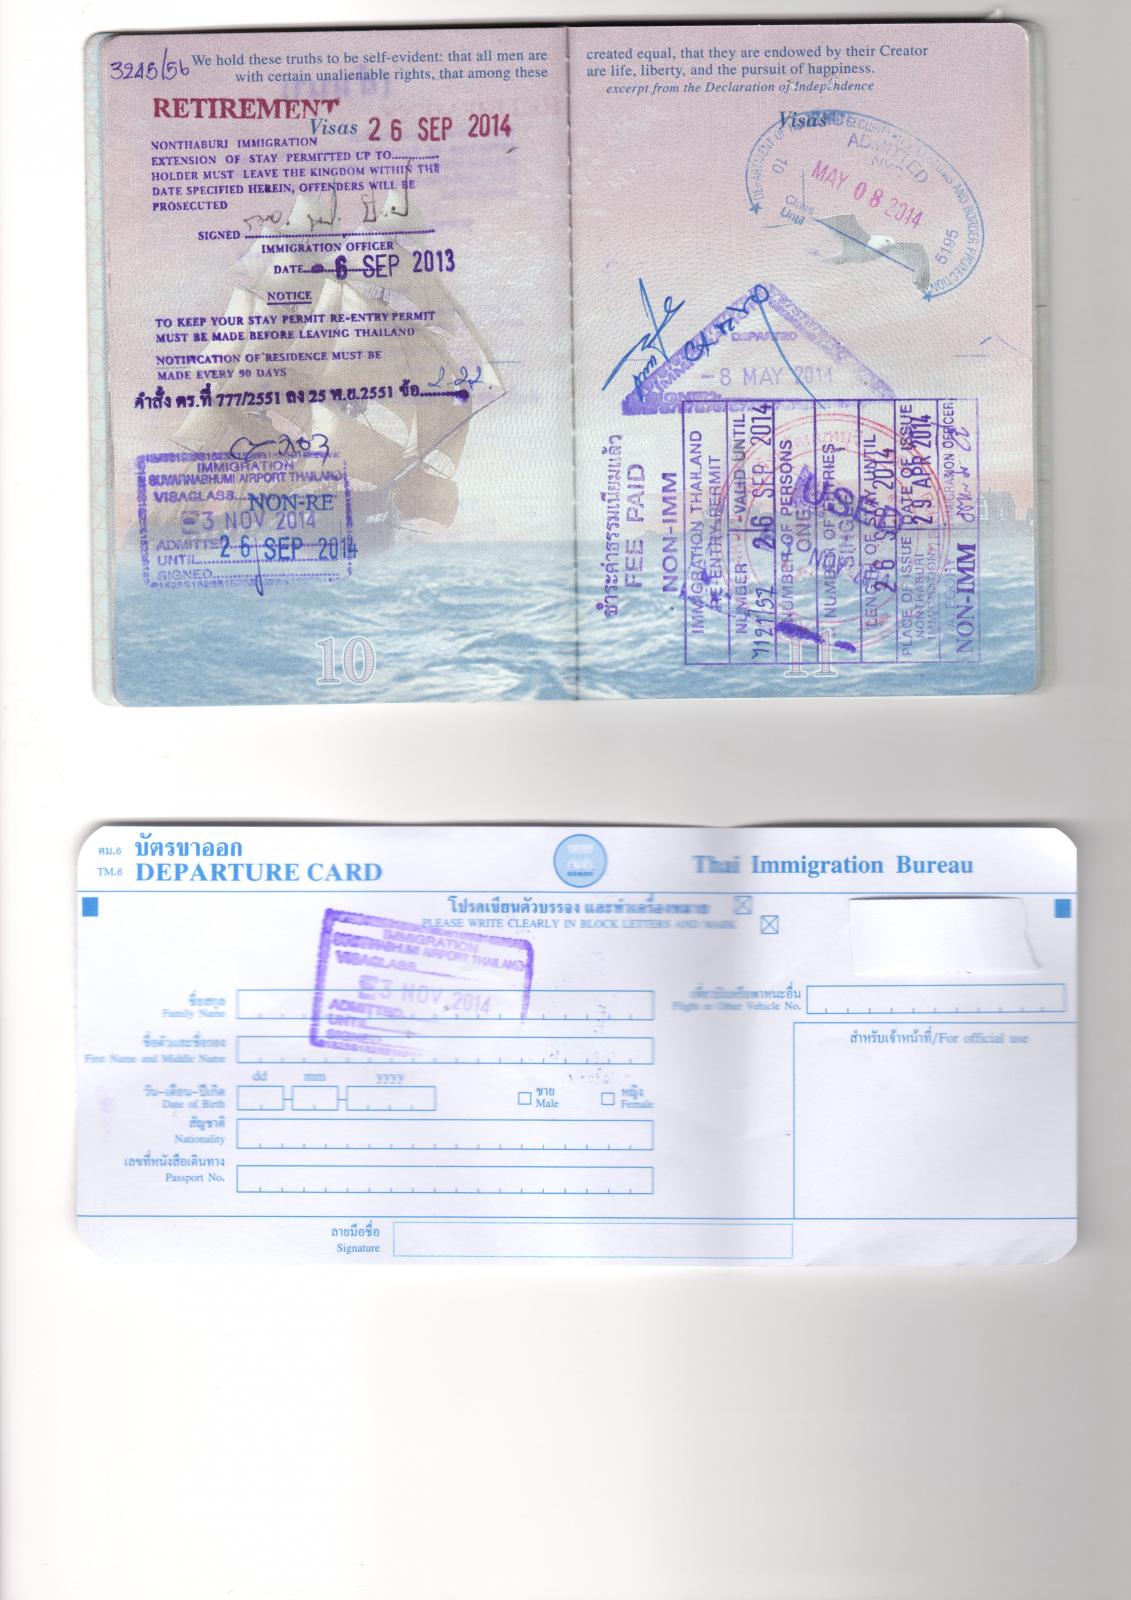 3245/56
We hold these truths to be self-evident: that all men are
with certain unalienable rights, that among these
RETIREMENT
Visas
26 SEP 2014
NONTHABURI IMMIGRATION
EXTENSION OF STAY PERMITTED UP TO
HOLDER MUST LEAVE THE KINGDOM WITHIN THE
DATE SPECIFIED HEREIN, OFFENDERS WILL BE
PROSECUTED
SIGNED
IMMIGRATION OFFICER
DATE 6 SEP 2013
NOTICE
TO KEEP YOUR STAY PERMIT RE-ENTRY PERMIT
MUST BE MADE BEFORE LEAVING THAILAND
NOTIFICATION OF RESIDENCE MUST BE
MADE EVERY 90 DAYS
คำสั่ง ตร.ที่ 777/2551 ลง 25 พ.ย.2551 ข้อ 2.22
IMMIGRATION
SUVARNABHUMI AIRPORT THAILAND
VISACLASS NON-RE
3 NOV 2014
ADMITTED
UNTIL 26 SEP 2014
SIGNED
10
created equal, that they are endowed by their Creator
are life, liberty, and the pursuit of happiness.
excerpt from the Declaration of Independence
Visas
ADMITTED
NYC
MAY 08 2014
Class
Until
5195
DEPARTED
-8 MAY 2014
ชำระค่าธรรมเนียมแล้ว
FEE PAID
NON-IMM
IMMIGRATION THAILAND
RE-ENTRY PERMIT
NUMBER -VALID UNTIL
26 SEP 2014
NUMBER OF PERSONS
ONE
NUMBER OF ENTRIES
LENGTH OF STAY UNTIL
26 SEP 2014
PLACE OF ISSUE DATE OF ISSUE
NONTHABURI 29 APR 2014
IMMIGRATION
NON-IMM
USED
11
ตม.6 บัตรขาออก
TM.6 DEPARTURE CARD
Thai Immigration Bureau
โปรดเขียนตัวบรรจง และทำเครื่องหมาย
PLEASE WRITE CLEARLY IN BLOCK LETTERS AND MARK
IMMIGRATION
SUVARNABHUMI AIRPORT THAILAND
VISACLASS
3 NOV 2014
ADMITTED
UNTIL
SIGNED
ชื่อสกุล
Family Name
เที่ยวบินหรือพาหนะอื่น
Flight or Other Vehicle No.
ชื่อตัวและชื่อรอง
First Name and Middle Name
สำหรับเจ้าหน้าที่/For official use
dd mm yyyy
วัน-เดือน-ปีเกิด
Date of Birth
ชาย
Male
หญิง
Female
สัญชาติ
Nationality
เลขที่หนังสือเดินทาง
Passport No.
ลายมือชื่อ
Signature